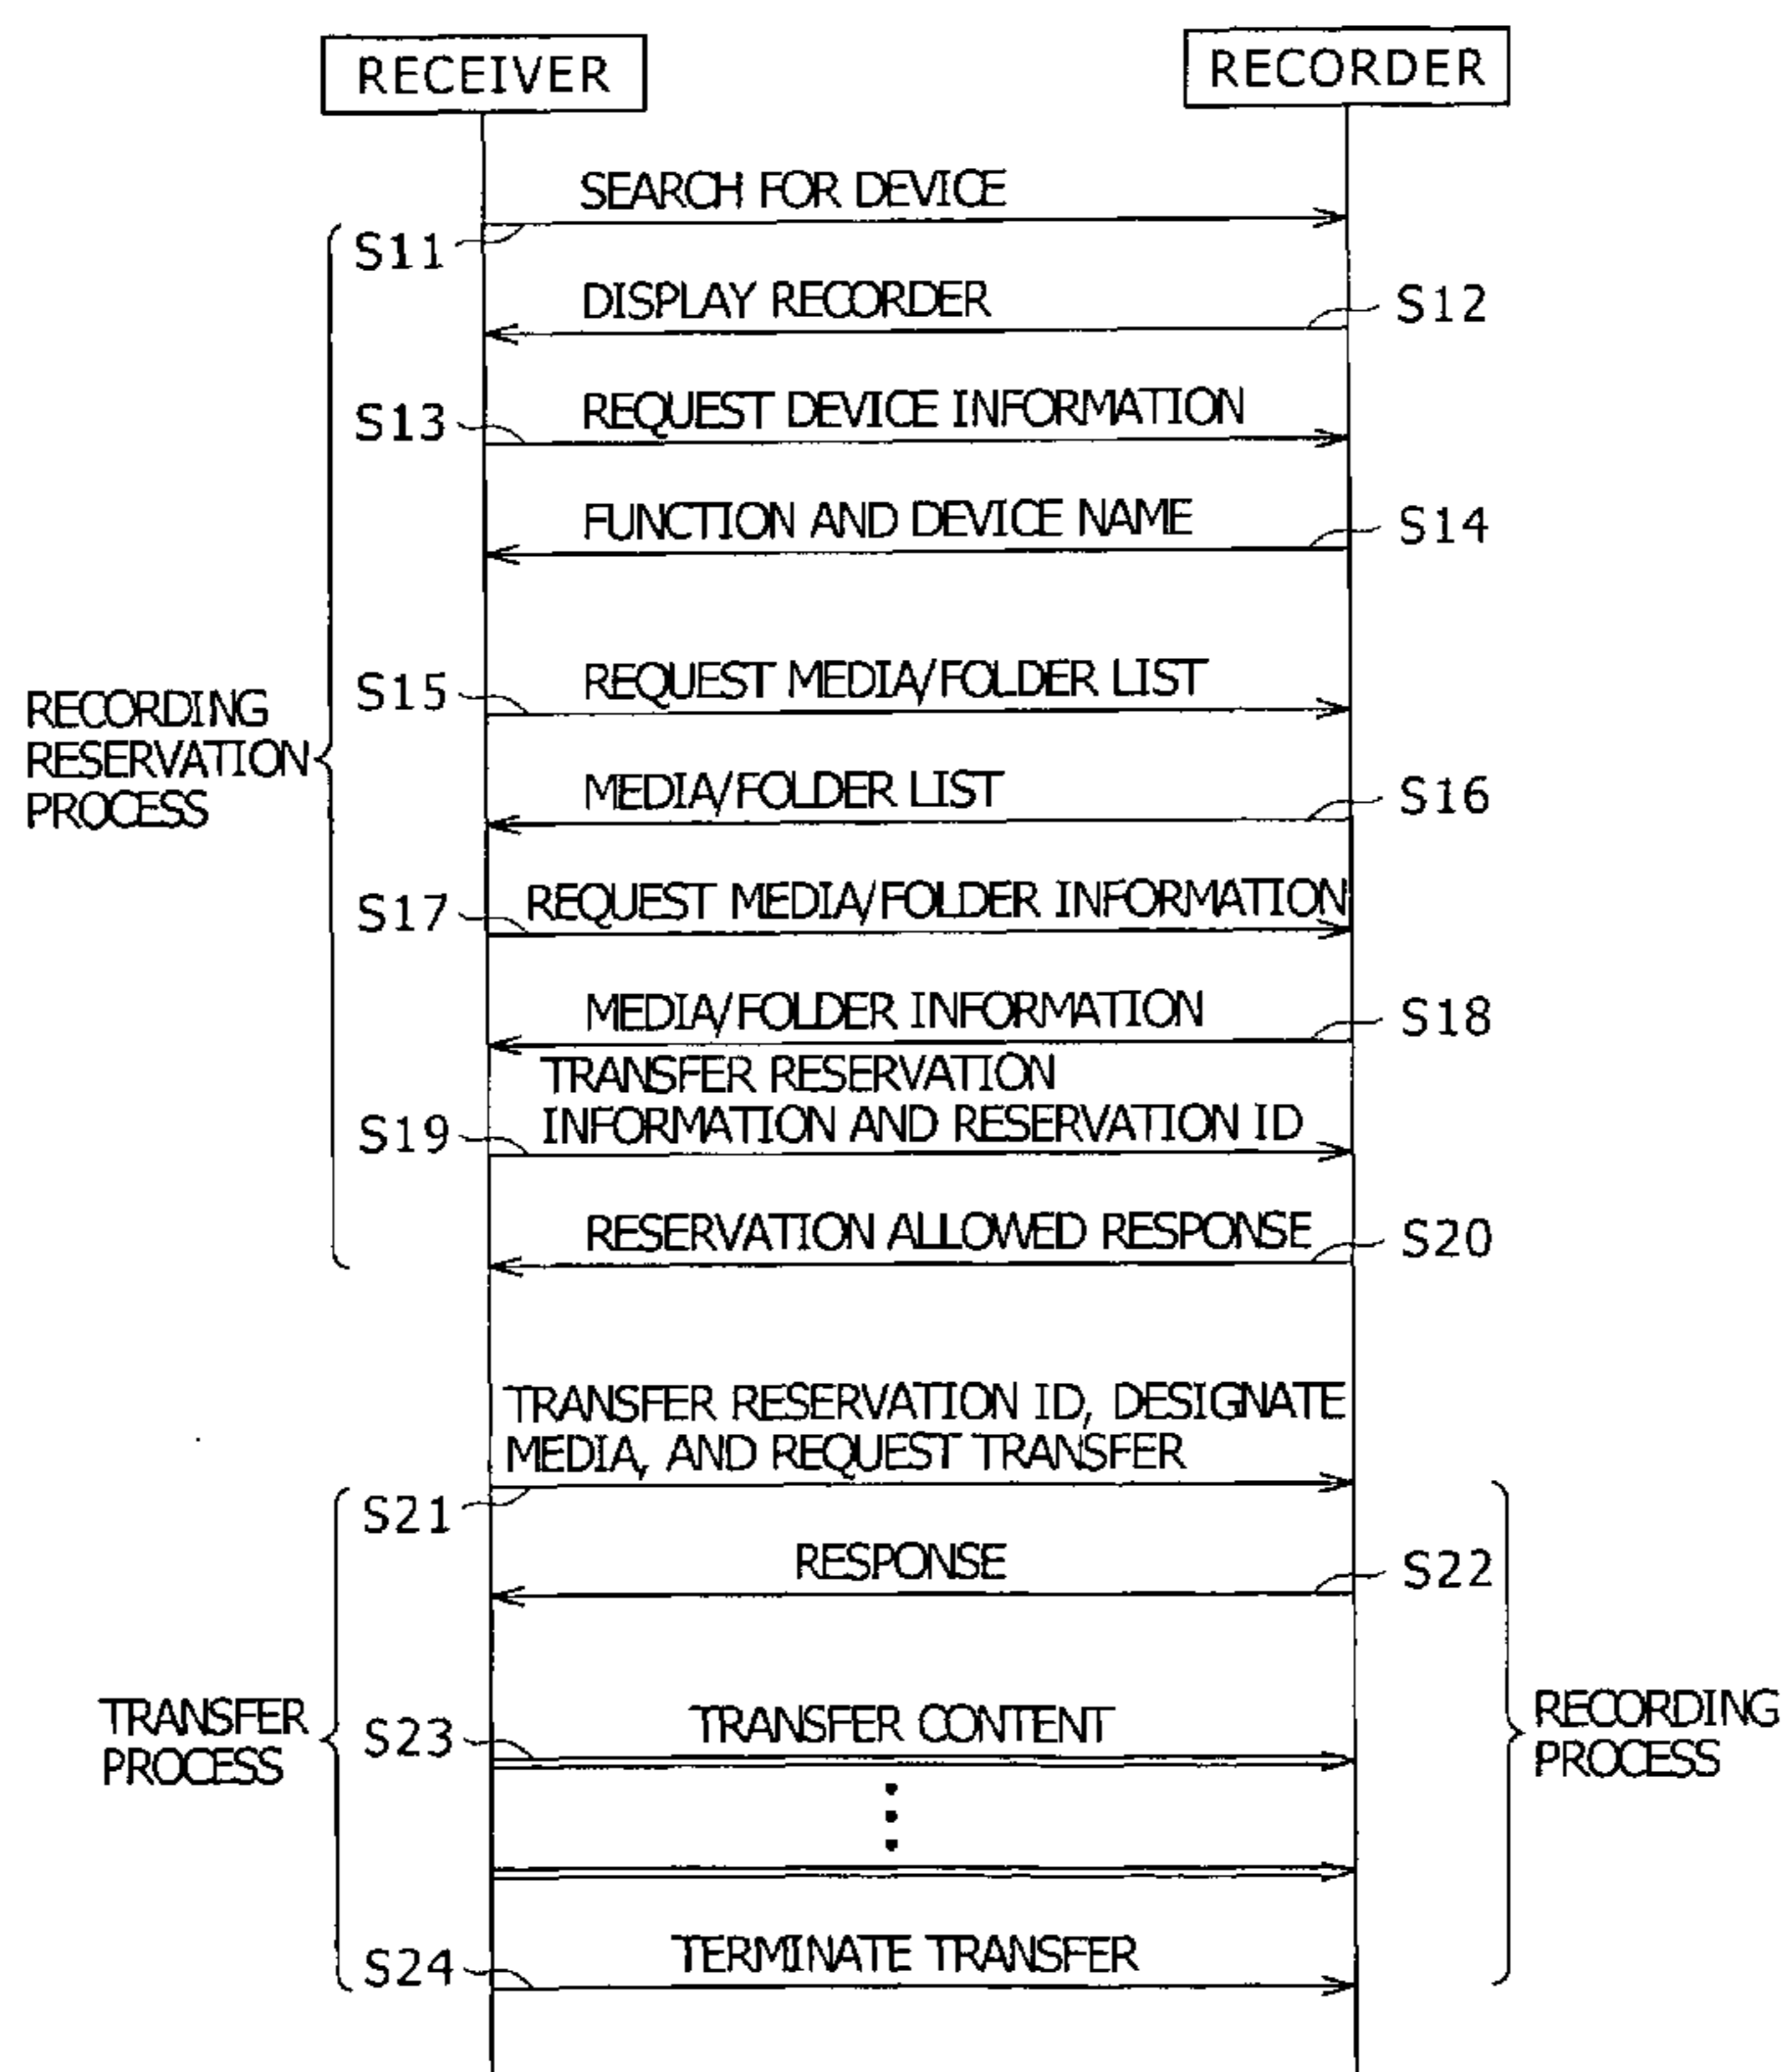 RECEIVER
RECORDER
SEARCH FOR DEVICE
S11
DISPLAY RECORDER
S12
REQUEST DEVICE INFORMATION
S13
FUNCTION AND DEVICE NAME
S14
REQUEST MEDIA/FOLDER LIST
S15
RECORDING
RESERVATION
PROCESS
MEDIA/FOLDER LIST
S16
REQUEST MEDIA/FOLDER INFORMATION
S17
MEDIA/FOLDER INFORMATION
S18
TRANSFER RESERVATION
INFORMATION AND RESERVATION ID
S19
RESERVATION ALLOWED RESPONSE
S20
TRANSFER RESERVATION ID, DESIGNATE
MEDIA, AND REQUEST TRANSFER
S21
RESPONSE
S22
TRANSFER
PROCESS
TRANSFER CONTENT
S23
RECORDING
PROCESS
TERMINATE TRANSFER
S24